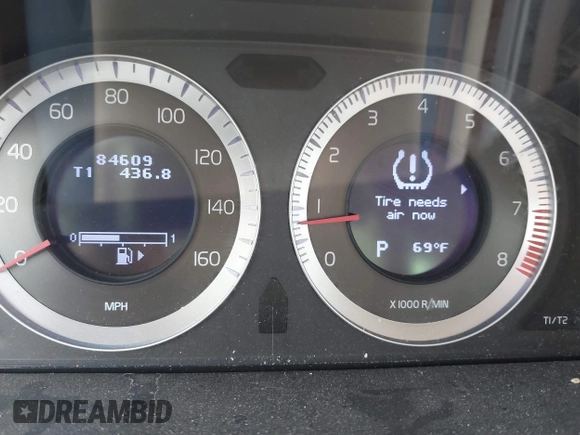 0
20
40
60
80
100
120
140
160
84609
T1 436.8
0 1
MPH
0
1
2
3
4
5
6
7
8
Tire needs
air now
P 69°F
X 1000 R/MIN
T1/T2
DREAMBID